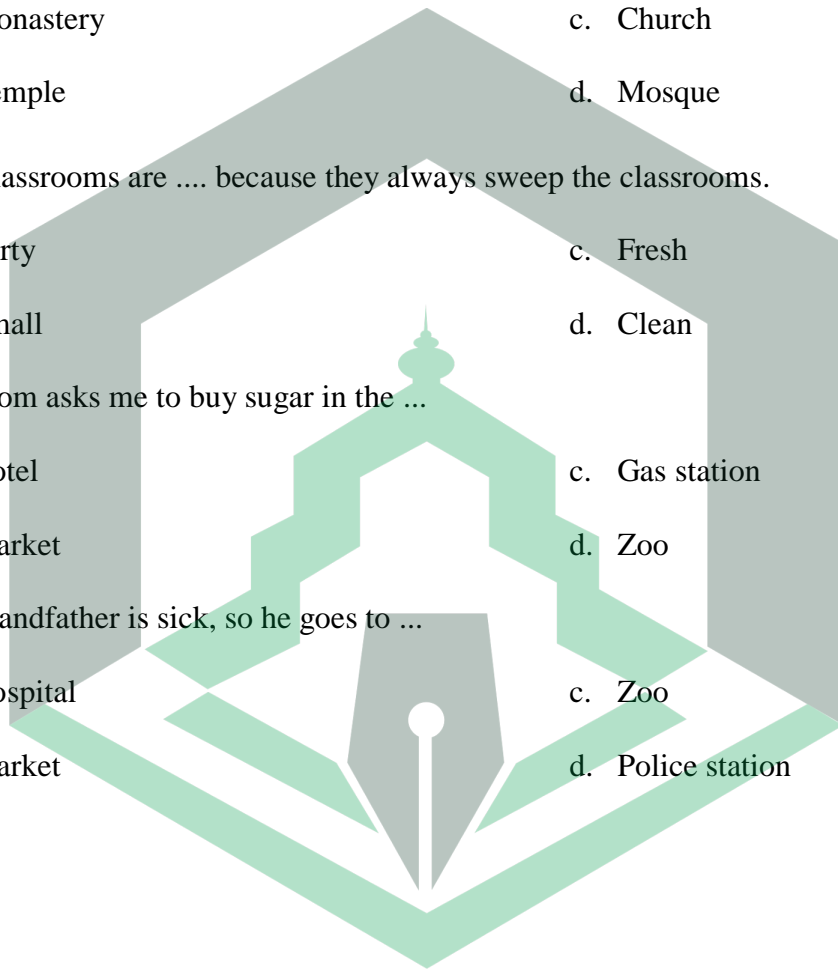 onastery c. Church
emple d. Mosque
lassrooms are .... because they always sweep the classrooms.
rty c. Fresh
mall d. Clean
om asks me to buy sugar in the ...
otel c. Gas station
arket d. Zoo
andfather is sick, so he goes to ...
ospital c. Zoo
arket d. Police station